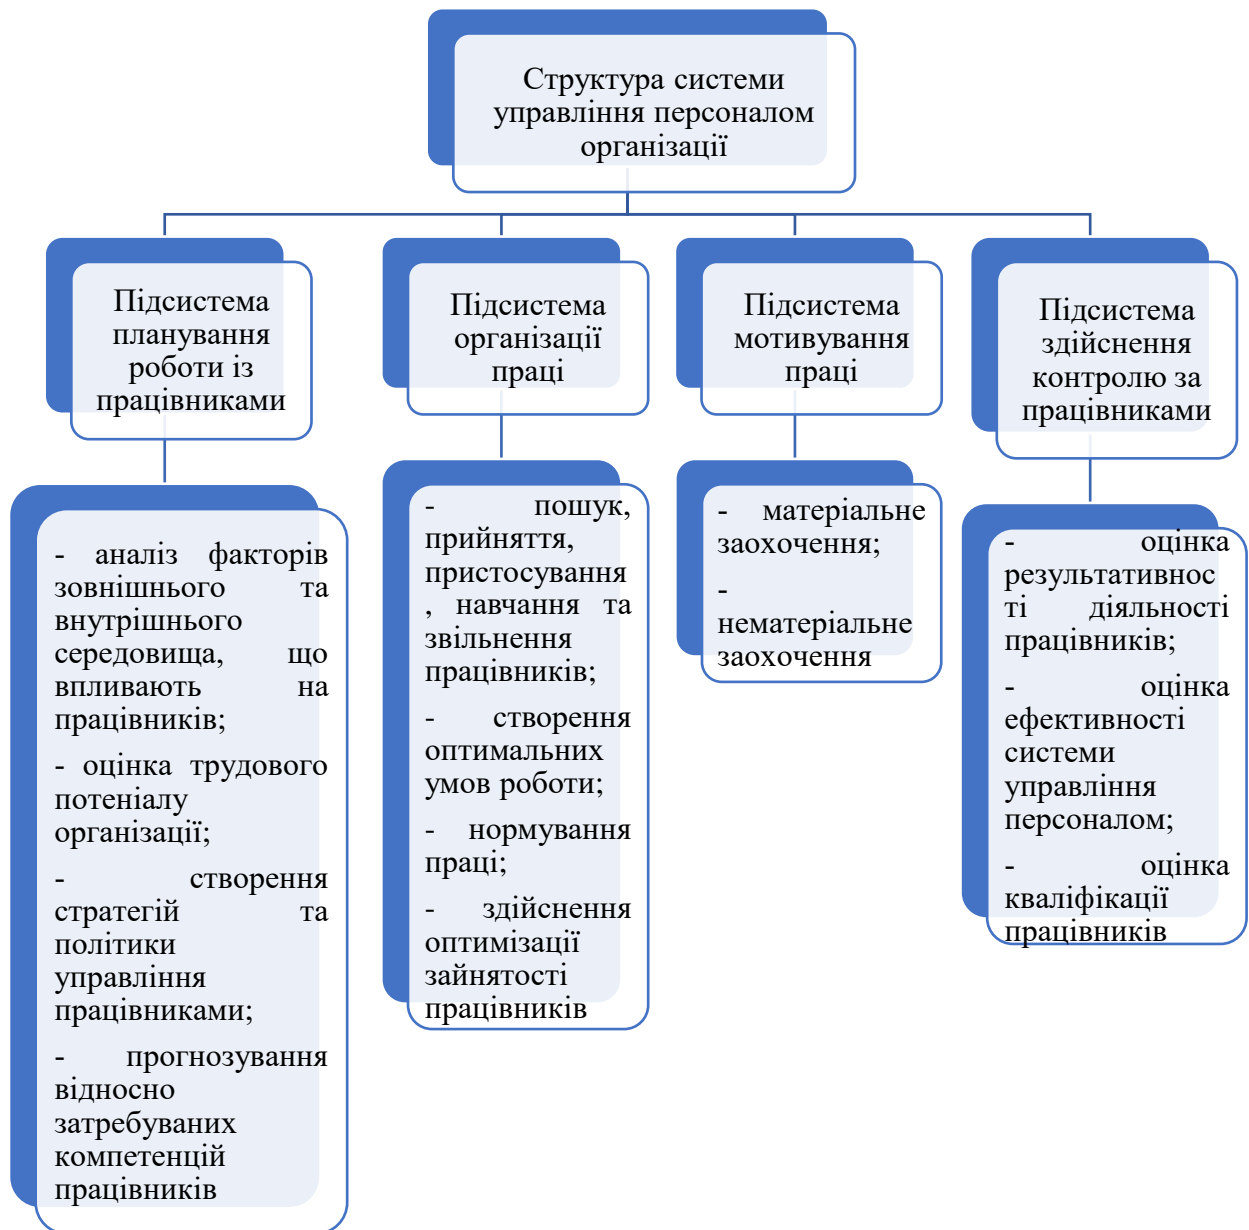 Структура системи
управління персоналом
організації
Підсистема
планування
роботи із
працівниками
Підсистема
організації
праці
Підсистема
мотивування
праці
Підсистема
здійснення
контролю за
працівниками
- аналіз факторів
зовнішнього та
внутрішнього
середовища, що
впливають на
працівників;
- оцінка трудового
потеніалу
організації;
- створення
стратегій та
політики
управління
працівниками;
- прогнозування
відносно
затребуваних
компетенцій
працівників
- пошук,
прийняття,
пристосування
, навчання та
звільнення
працівників;
- створення
оптимальних
умов роботи;
- нормування
праці;
- здійснення
оптимізації
зайнятості
працівників
- матеріальне
заохочення;
-
нематеріальне
заохочення
- оцінка
результативнос
ті діяльності
працівників;
- оцінка
ефективності
системи
управління
персоналом;
- оцінка
кваліфікації
працівників